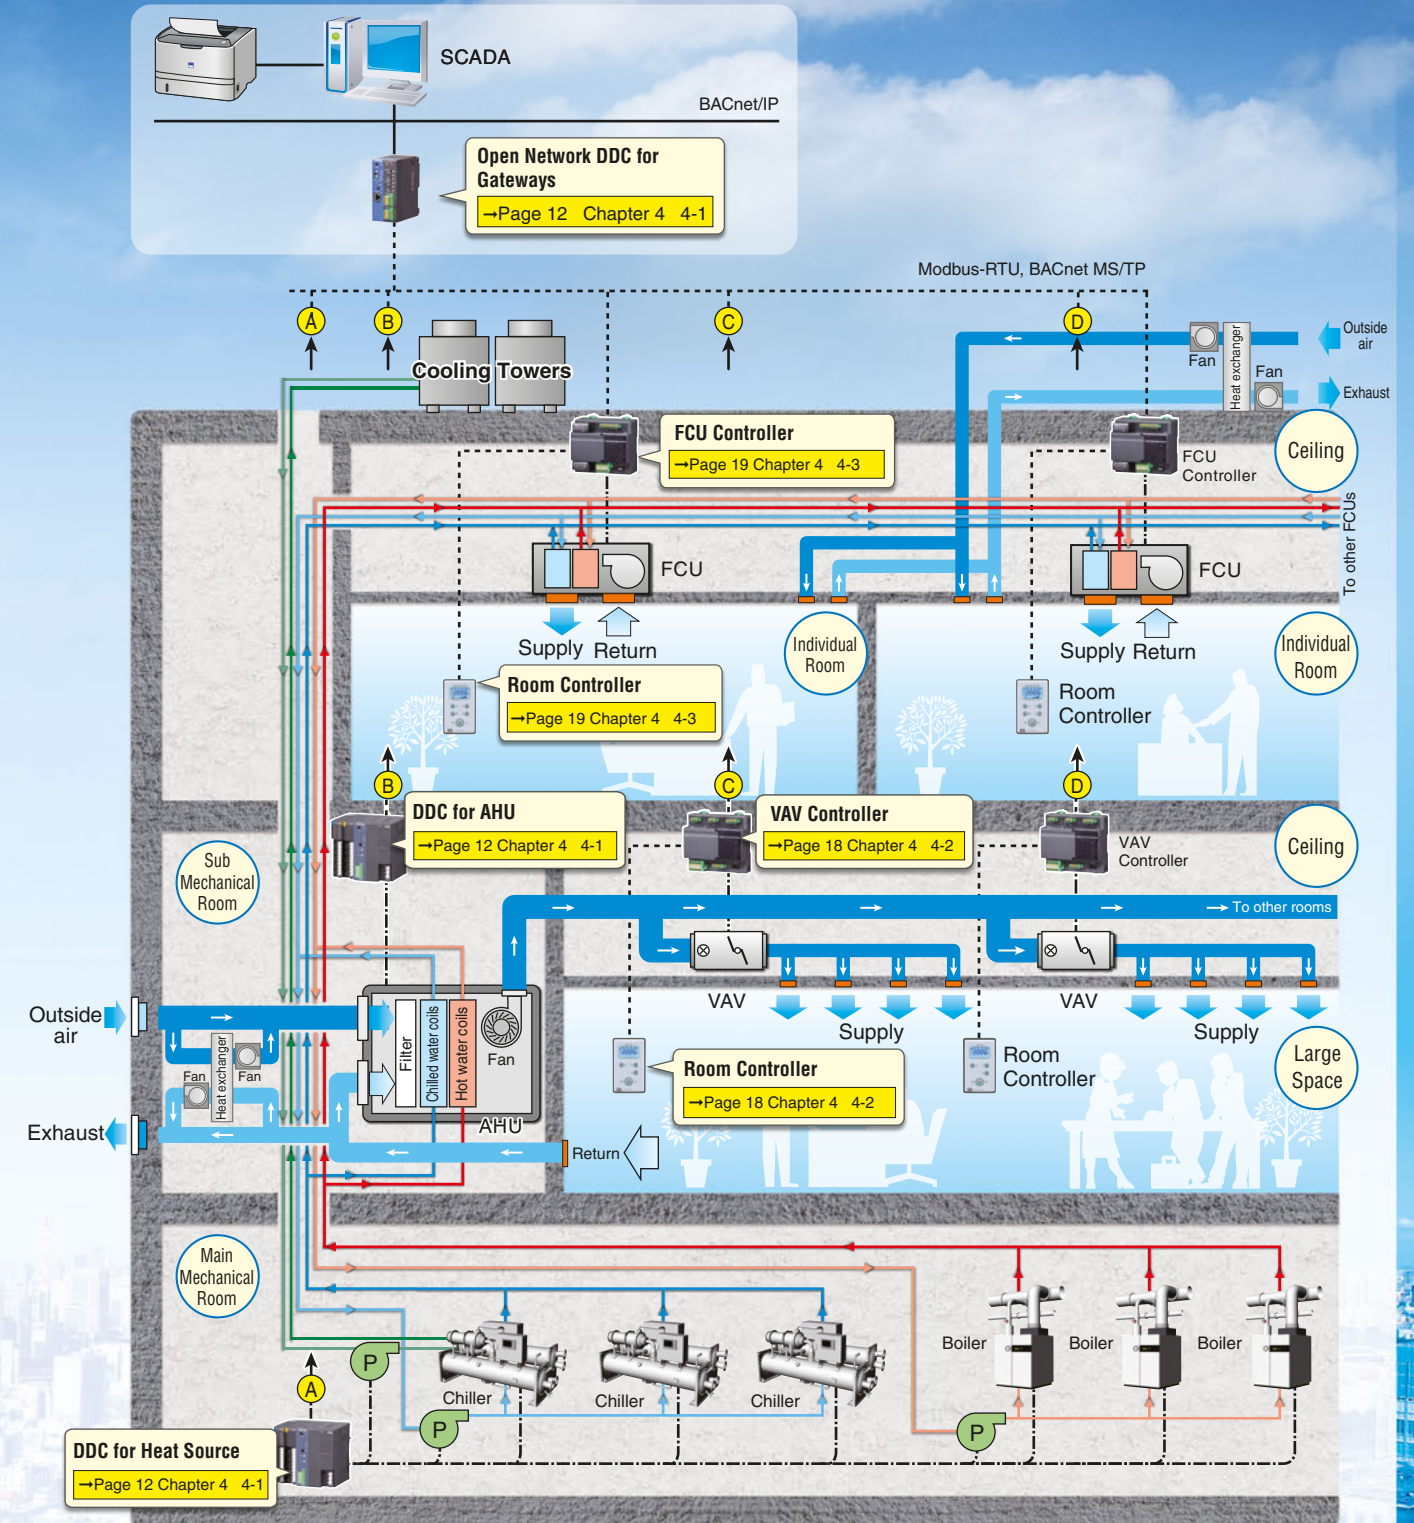 SCADA
BACnet/IP
Open Network DDC for
Gateways
→Page 12 Chapter 4 4-1
Modbus-RTU, BACnet MS/TP
A
B
C
D
Outside
air
Fan
Heat exchanger
Fan
Exhaust
Cooling Towers
FCU Controller
→Page 19 Chapter 4 4-3
FCU
Controller
Ceiling
To other FCUs
FCU
FCU
Supply
Return
Individual
Room
Supply
Return
Individual
Room
Room Controller
→Page 19 Chapter 4 4-3
Room
Controller
B
C
D
DDC for AHU
→Page 12 Chapter 4 4-1
VAV Controller
→Page 18 Chapter 4 4-2
VAV
Controller
Ceiling
Sub
Mechanical
Room
To other rooms
VAV
Supply
VAV
Supply
Outside
air
Fan
Heat exchanger
Fan
Filter
Chilled water coils
Hot water coils
Fan
AHU
Exhaust
Return
Room Controller
→Page 18 Chapter 4 4-2
Room
Controller
Large
Space
Main
Mechanical
Room
Boiler
Boiler
Boiler
P
Chiller
Chiller
Chiller
A
P
P
DDC for Heat Source
→Page 12 Chapter 4 4-1